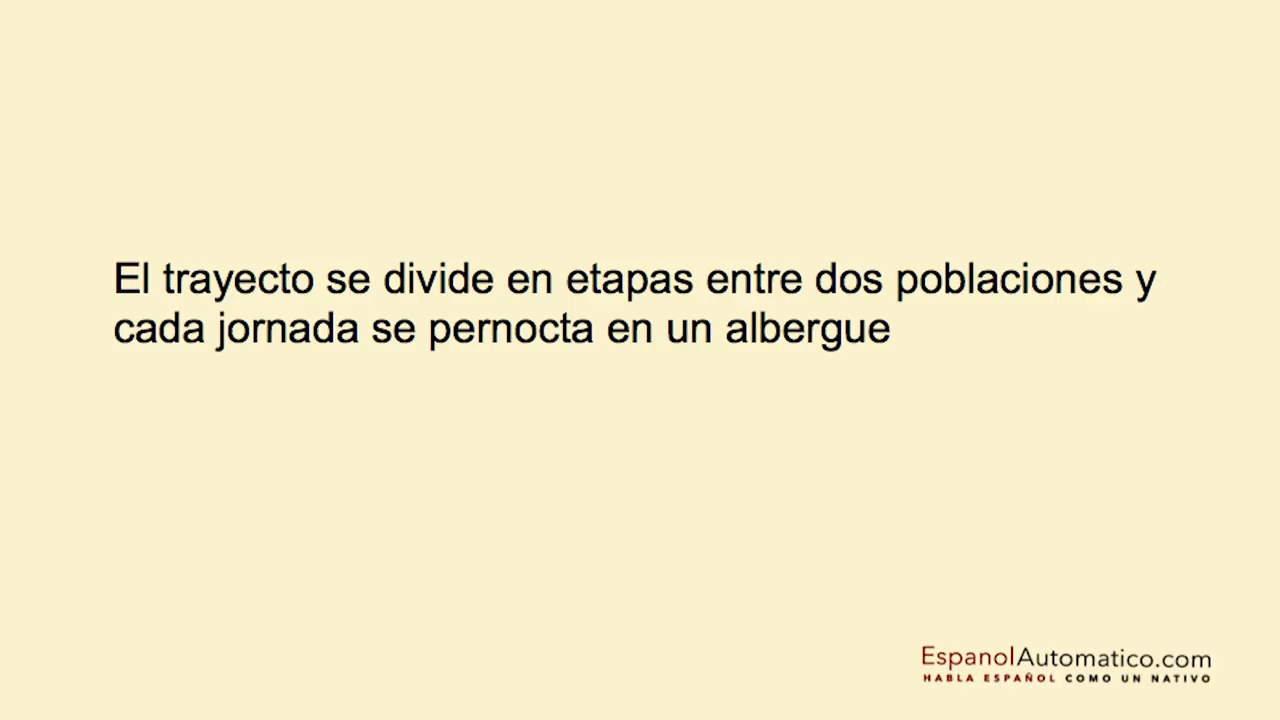 El trayecto se divide en etapas entre dos poblaciones y
cada jornada se pernocta en un albergue
EspanolAutomatico.com
HABLA ESPAÑOL COMO UN NATIVO